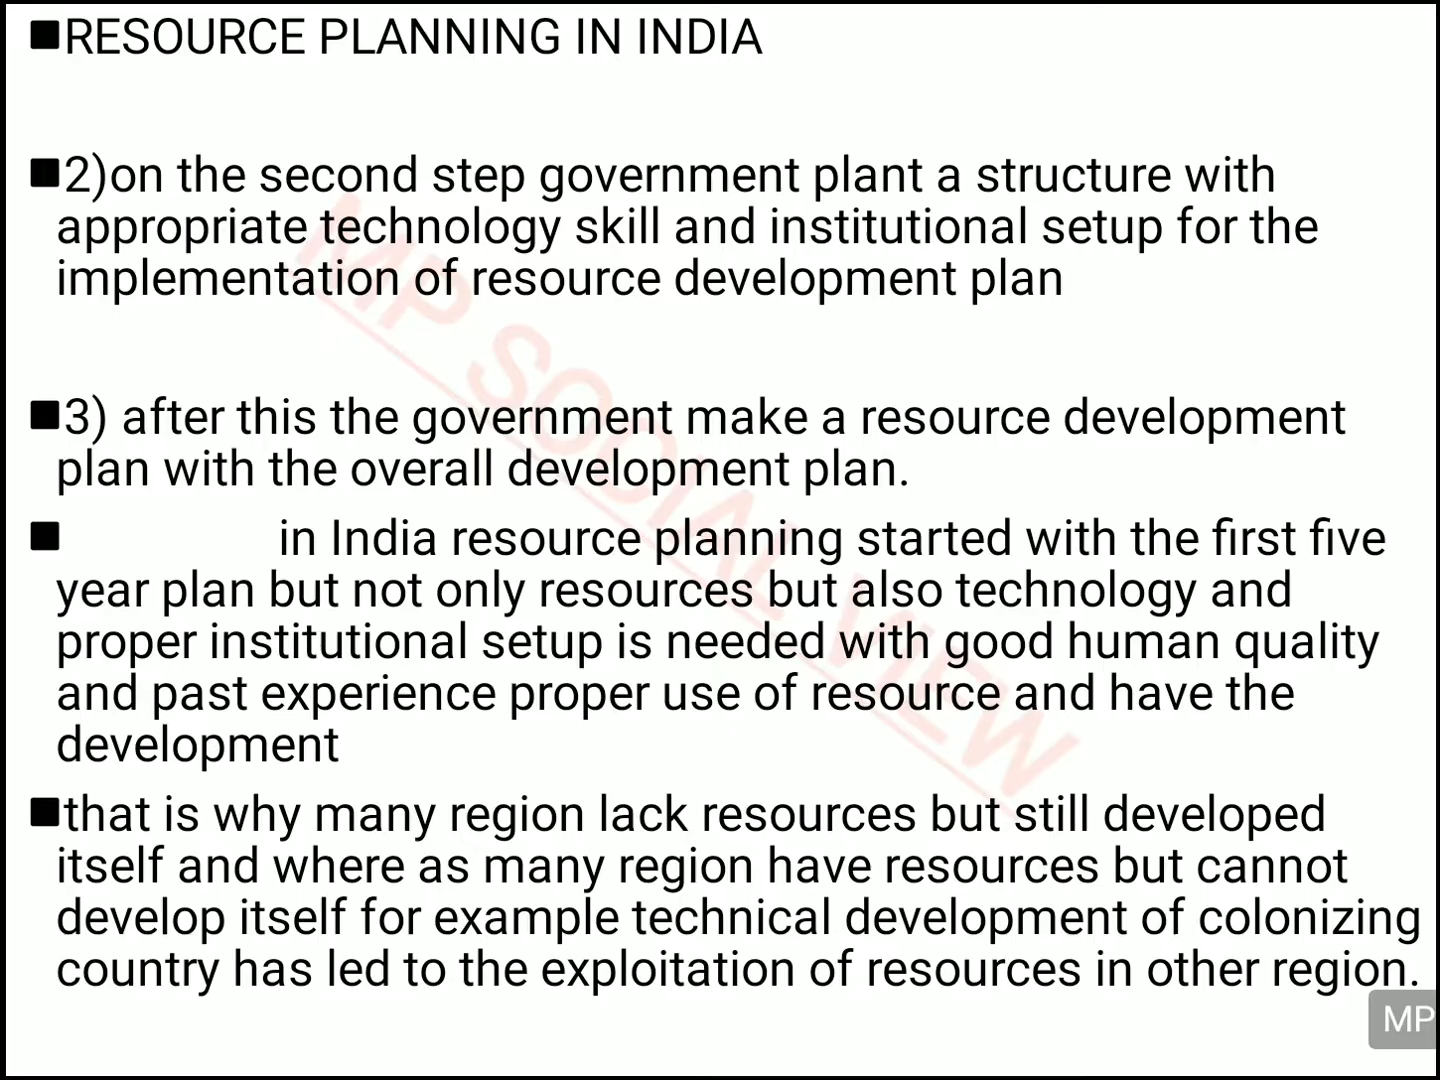 ■RESOURCE PLANNING IN INDIA
■2)on the second step government plant a structure with
appropriate technology skill and institutional setup for the
implementation of resource development plan
■3) after this the government make a resource development
plan with the overall development plan.
■ in India resource planning started with the first five
year plan but not only resources but also technology and
proper institutional setup is needed with good human quality
and past experience proper use of resource and have the
development
■that is why many region lack resources but still developed
itself and where as many region have resources but cannot
develop itself for example technical development of colonizing
country has led to the exploitation of resources in other region.
MP SODIAL VIEW
MP